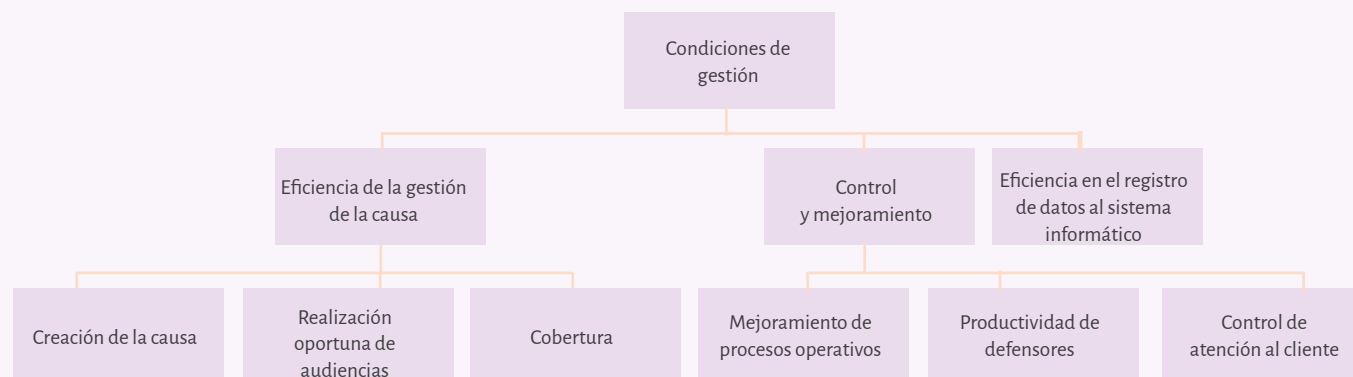 Condiciones de
gestión
Eficiencia de la gestión
de la causa
Control
y mejoramiento
Eficiencia en el registro
de datos al sistema
informático
Creación de la causa
Realización
oportuna de
audiencias
Cobertura
Mejoramiento de
procesos operativos
Productividad de
defensores
Control de
atención al cliente